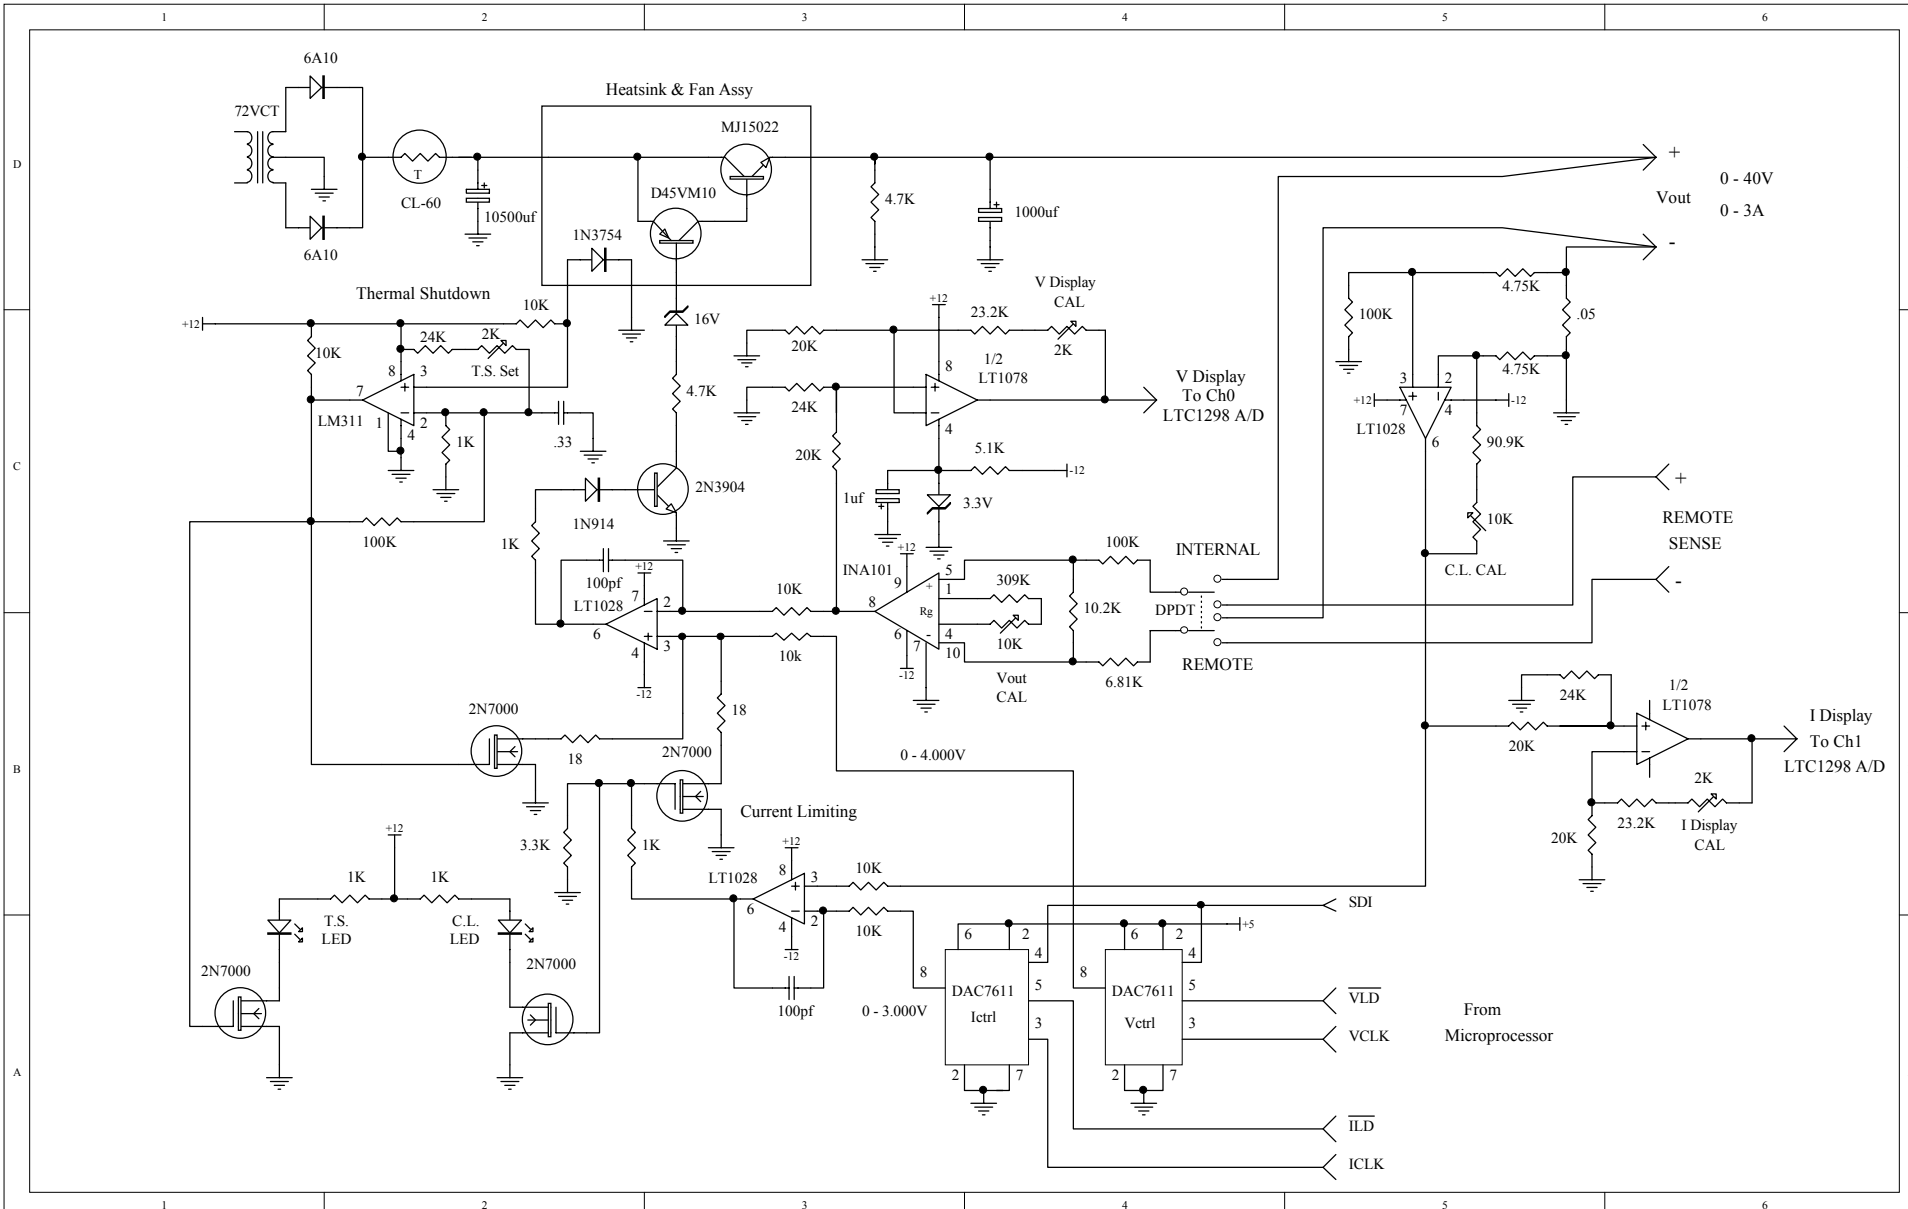 1 2 3 4 5 6
D
C
B
A
6A10
72VCT
6A10
T
CL-60
+
10500uf
Heatsink & Fan Assy
MJ15022
D45VM10
1N3754
4.7K
+
1000uf
+
Vout
0 - 40V
0 - 3A
-
Thermal Shutdown
+12
10K
10K
24K
2K
T.S. Set
8
3
7
+
-
LM311
1
4
2
1K
.33
100K
16V
4.7K
2N3904
1N914
1K
100pf
+12
LT1028
7
2
6
-
+
4
3
-12
10K
10k
V Display
CAL
+12
23.2K
2K
20K
24K
20K
8
1/2
LT1078
+
-
4
V Display
To Ch0
LTC1298 A/D
5.1K
-12
1uf
+
3.3V
+12
INA101
9
5
1
8
+
Rg
-
6
7
4
10
-12
309K
10K
Vout
CAL
100K
10.2K
6.81K
INTERNAL
DPDT
REMOTE
4.75K
100K
.05
4.75K
3
2
+12
7
+
-
4
-12
LT1028
6
90.9K
10K
C.L. CAL
+
REMOTE
SENSE
-
24K
1/2
LT1078
20K
+
-
2K
23.2K
I Display
CAL
20K
I Display
To Ch1
LTC1298 A/D
2N7000
18
18
2N7000
0 - 4.000V
Current Limiting
3.3K
1K
+12
LT1028
8
3
6
+
-
4
2
-12
10K
10K
100pf
0 - 3.000V
+12
1K
1K
T.S.
LED
C.L.
LED
2N7000
2N7000
6
2
4
8
5
DAC7611
Ictrl
3
2
7
6
2
4
8
5
DAC7611
Vctrl
3
2
7
+5
SDI
VLD
VCLK
From
Microprocessor
ILD
ICLK
1 2 3 4 5 6